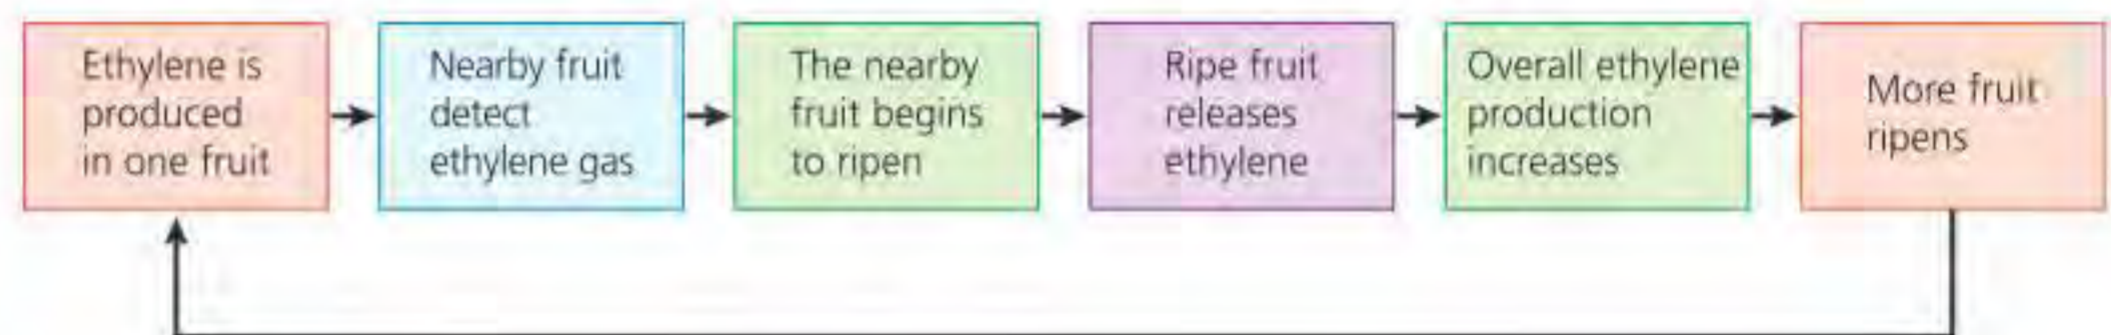 Ethylene is
produced
in one fruit
Nearby fruit
detect
ethylene gas
The nearby
fruit begins
to ripen
Ripe fruit
releases
ethylene
Overall ethylene
production
increases
More fruit
ripens